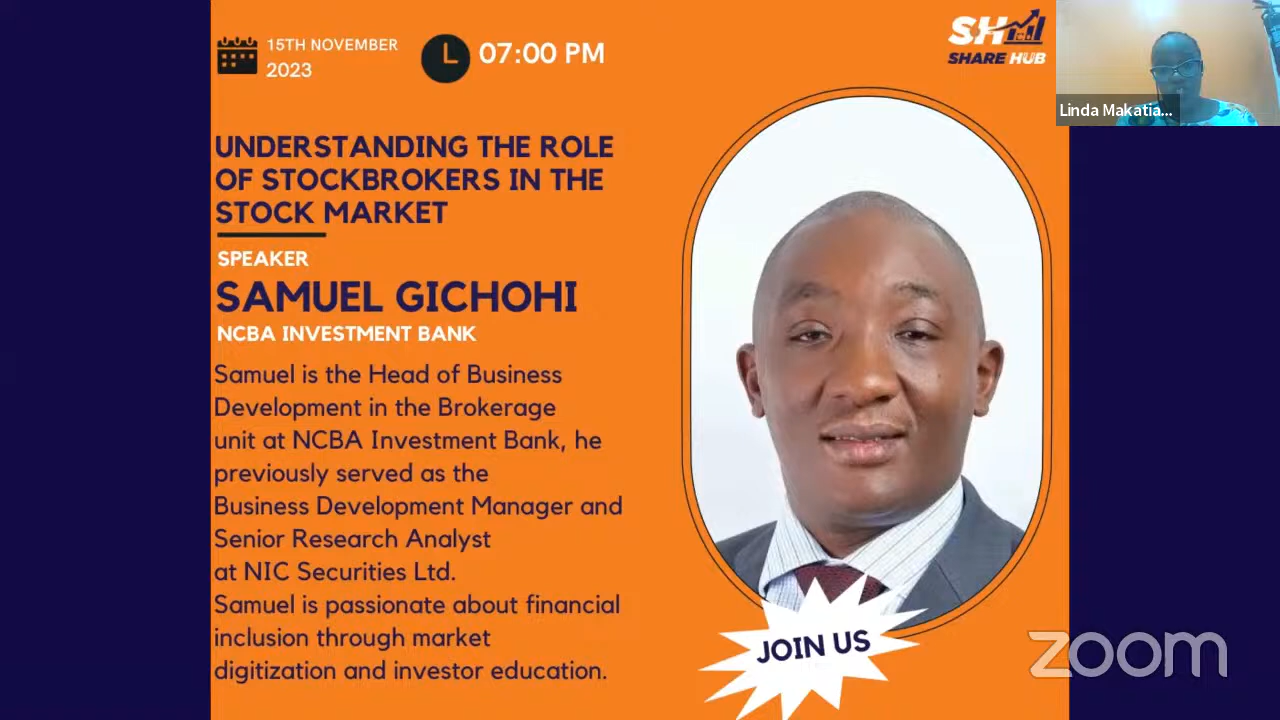 15TH NOVEMBER
2023
07:00 PM
SH
SHARE HUB
Linda Makatia...
UNDERSTANDING THE ROLE
OF STOCKBROKERS IN THE
STOCK MARKET
SPEAKER
SAMUEL GICHOHI
NCBA INVESTMENT BANK
Samuel is the Head of Business
Development in the Brokerage
unit at NCBA Investment Bank, he
previously served as the
Business Development Manager and
Senior Research Analyst
at NIC Securities Ltd.
Samuel is passionate about financial
inclusion through market
digitization and investor education.
JOIN US
zoom